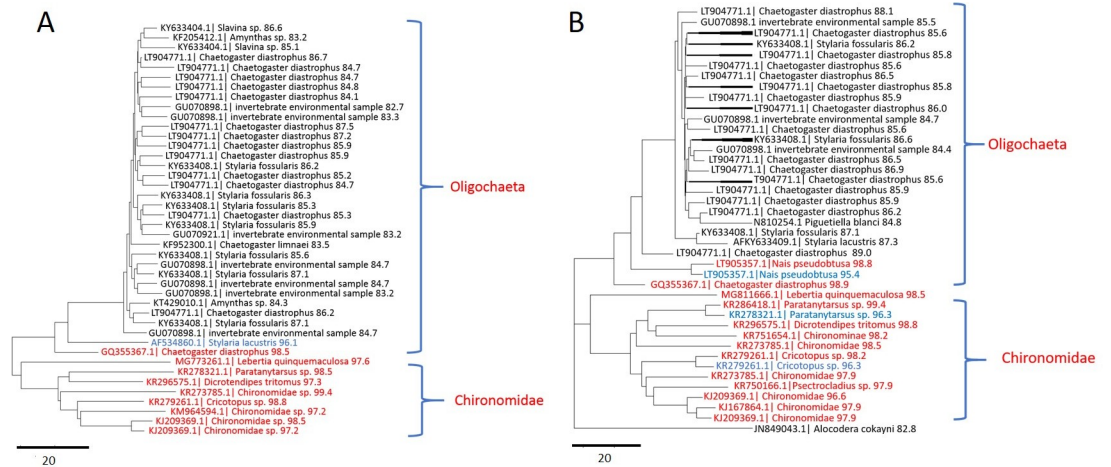 A
KY633404.1| Slavina sp. 86.6
KF205412.1| Amynthas sp. 83.2
KY633404.1| Slavina sp. 85.1
LT904771.1| Chaetogaster diastrophus 86.7
LT904771.1| Chaetogaster diastrophus 84.7
LT904771.1| Chaetogaster diastrophus 84.8
LT904771.1| Chaetogaster diastrophus 84.1
GU070898.1| invertebrate environmental sample 82.7
GU070898.1| invertebrate environmental sample 83.3
LT904771.1| Chaetogaster diastrophus 87.5
LT904771.1| Chaetogaster diastrophus 87.2
LT904771.1| Chaetogaster diastrophus 85.9
LT904771.1| Chaetogaster diastrophus 85.9
KY633408.1| Stylaria fossularis 86.2
LT904771.1| Chaetogaster diastrophus 85.2
LT904771.1| Chaetogaster diastrophus 84.7
KY633408.1| Stylaria fossularis 86.3
KY633408.1| Stylaria fossularis 85.3
LT904771.1| Chaetogaster diastrophus 85.3
KY633408.1| Stylaria fossularis 85.9
GU070921.1| invertebrate environmental sample 83.2
KF952300.1| Chaetogaster limnaei 83.5
KY633408.1| Stylaria fossularis 85.6
GU070898.1| invertebrate environmental sample 84.7
KY633408.1| Stylaria fossularis 87.1
GU070898.1| invertebrate environmental sample 84.7
GU070898.1| invertebrate environmental sample 83.2
KT429010.1| Amynthas sp. 84.3
LT904771.1| Chaetogaster diastrophus 86.2
KY633408.1| Stylaria fossularis 87.1
GU070898.1| invertebrate environmental sample 84.7
AF534860.1| Stylaria lacustris 96.1
GQ355367.1| Chaetogaster diastrophus 98.5
MG773261.1| Lebertia quinquemaculosa 97.6
KR278321.1| Paratanytarsus sp. 98.5
KR296575.1| Dicrotendipes tritomus 97.3
KR273785.1| Chironomidae sp. 99.4
KR279261.1| Cricotopus sp. 98.8
KM964594.1| Chironomidae sp. 97.2
KJ209369.1| Chironomidae sp. 98.5
KJ209369.1| Chironomidae sp. 97.2
Oligochaeta
Chironomidae
20
B
LT904771.1| Chaetogaster diastrophus 88.1
GU070898.1| invertebrate environmental sample 85.5
LT904771.1| Chaetogaster diastrophus 85.6
KY633408.1| Stylaria fossularis 86.2
LT904771.1| Chaetogaster diastrophus 85.8
LT904771.1| Chaetogaster diastrophus 85.6
LT904771.1| Chaetogaster diastrophus 86.5
LT904771.1| Chaetogaster diastrophus 85.8
LT904771.1| Chaetogaster diastrophus 85.9
LT904771.1| Chaetogaster diastrophus 86.0
GU070898.1| invertebrate environmental sample 84.7
LT904771.1| Chaetogaster diastrophus 85.6
KY633408.1| Stylaria fossularis 86.6
GU070898.1| invertebrate environmental sample 84.4
LT904771.1| Chaetogaster diastrophus 86.5
LT904771.1| Chaetogaster diastrophus 86.9
T904771.1| Chaetogaster diastrophus 85.6
LT904771.1| Chaetogaster diastrophus 85.9
LT904771.1| Chaetogaster diastrophus 85.9
LT904771.1| Chaetogaster diastrophus 86.2
N810254.1| Piguetiella blanci 84.8
KY633408.1| Stylaria fossularis 87.1
AFKY633409.1| Stylaria lacustris 87.3
LT904771.1| Chaetogaster diastrophus 89.0
LT905357.1| Nais pseudobtusa 98.8
LT905357.1| Nais pseudobtusa 95.4
GQ355367.1| Chaetogaster diastrophus 98.9
MG811666.1| Lebertia quinquemaculosa 98.5
KR286418.1| Paratanytarsus sp. 99.4
KR278321.1| Paratanytarsus sp. 96.3
KR296575.1| Dicrotendipes tritomus 98.8
KR751654.1| Chironominae 98.2
KR273785.1| Chironomidae 98.5
KR279261.1| Cricotopus sp. 98.2
KR279261.1| Cricotopus sp. 96.3
KR273785.1| Chironomidae 97.9
KR750166.1| Psectrocladius sp. 97.9
KJ209369.1| Chironomidae 96.6
KJ167864.1| Chironomidae 97.9
KJ209369.1| Chironomidae 97.9
JN849043.1| Alocodera cokayni 82.8
Oligochaeta
Chironomidae
20